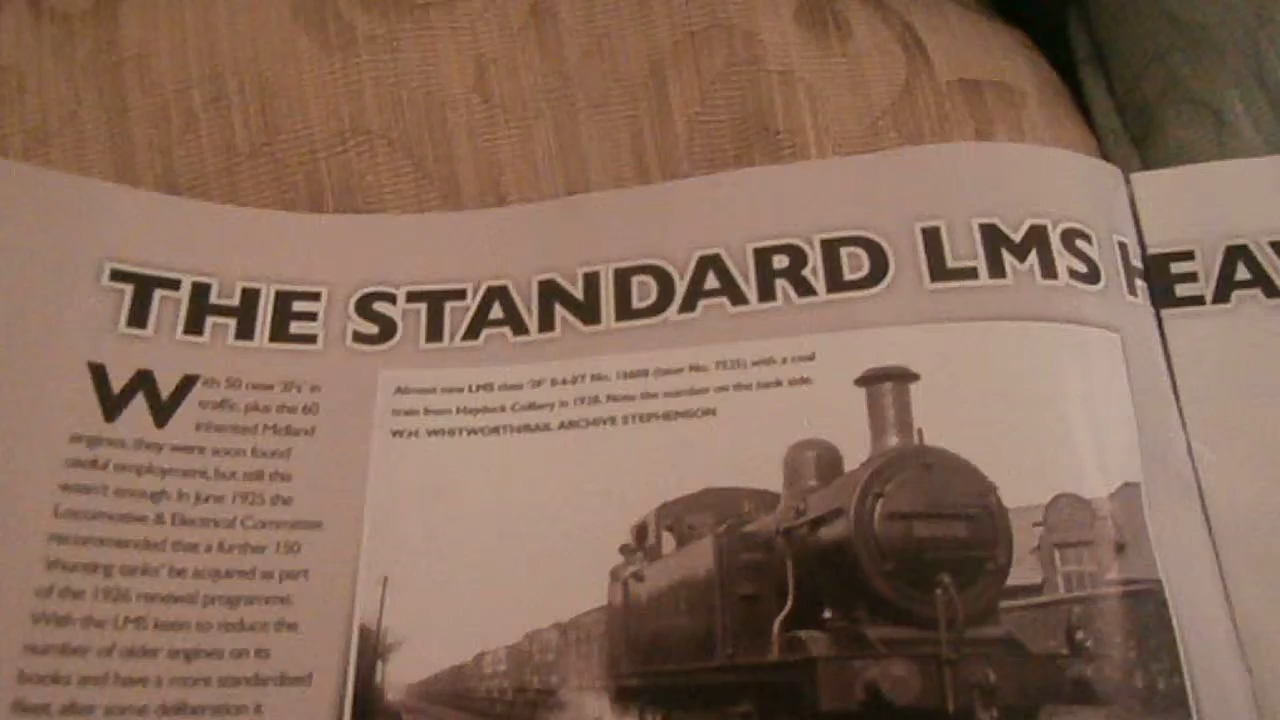 THE STANDARD LMS HEAV
With 50 new '3Fs' in
traffic, plus the 60
inherited Midland
engines, they were soon found
useful employment, but still this
wasn't enough. In June 1925 the
Locomotive & Electrical Committee
recommended that a further 150
'shunting tanks' be acquired as part
of the 1926 renewal programme.
With the LMS keen to reduce the
number of older engines on its
books and have a more standardised
fleet, after some deliberation it
Almost new LMS class '3F' 0-6-0T No. (later No. 7525) with a coal
train from Haydock Colliery in 1928. Note the number on the tank side.
W.H. WHITWORTH/RAIL ARCHIVE STEPHENSON